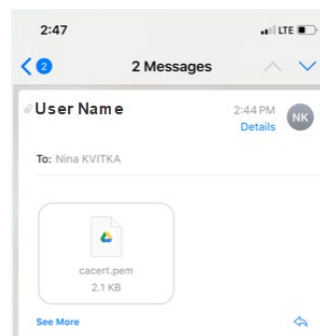 2:47 LTE
2 2 Messages
User Name 2:44 PM NK
Details
To: Nina KVITKA
cacert.pem
2.1 KB
See More